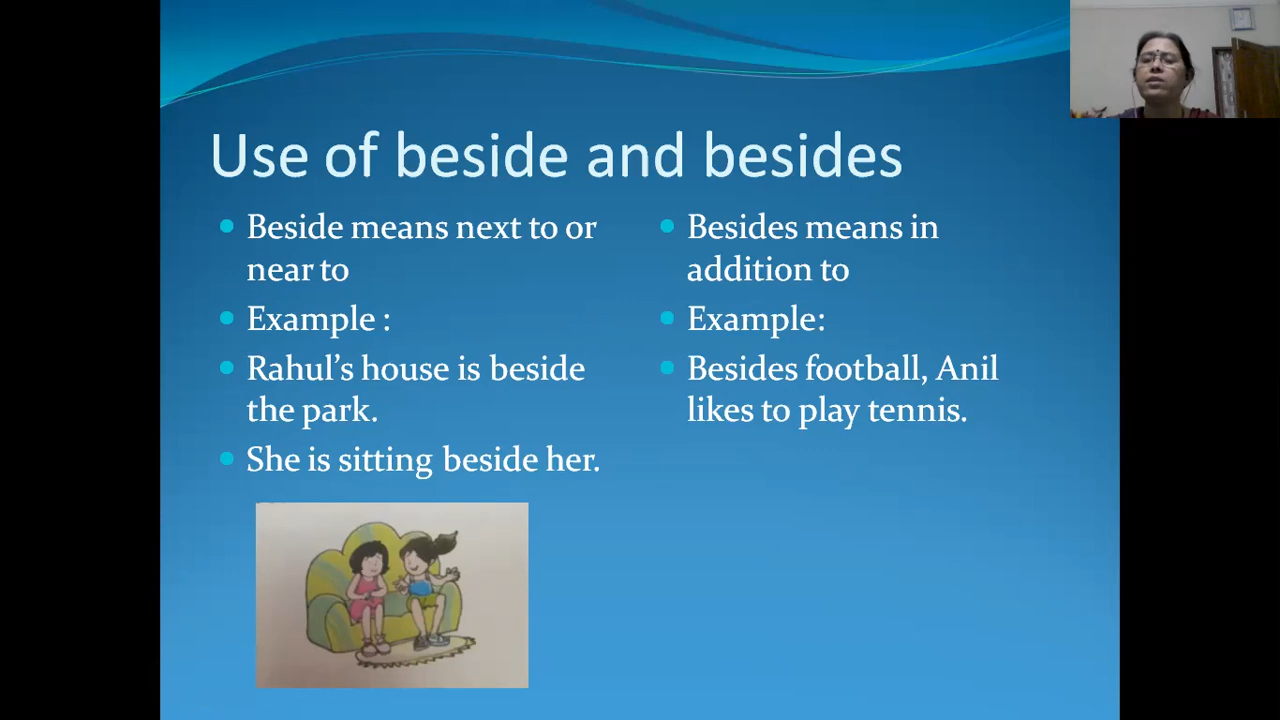 Use of beside and besides
Beside means next to or
near to
Example :
Rahul’s house is beside
the park.
She is sitting beside her.
Besides means in
addition to
Example:
Besides football, Anil
likes to play tennis.